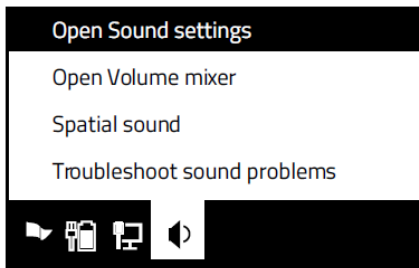 Open Sound settings
Open Volume mixer
Spatial sound
Troubleshoot sound problems